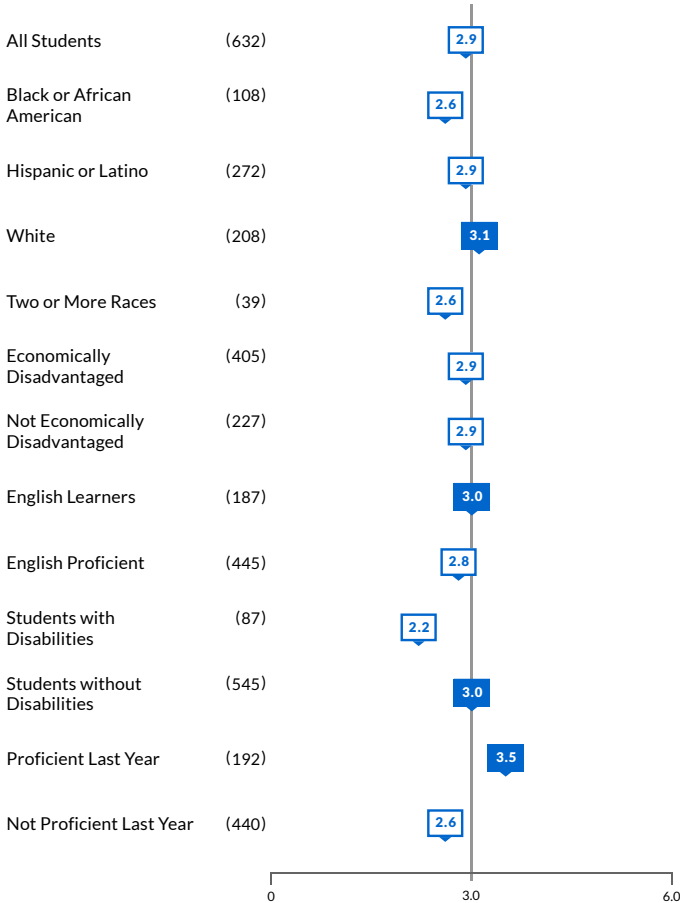 All Students (632) 2.9
Black or African (108)
American 2.6
Hispanic or Latino (272) 2.9
White (208) 3.1
Two or More Races (39) 2.6
Economically (405)
Disadvantaged 2.9
Not Economically (227)
Disadvantaged 2.9
English Learners (187) 3.0
English Proficient (445) 2.8
Students with (87)
Disabilities 2.2
Students without (545)
Disabilities 3.0
Proficient Last Year (192) 3.5
Not Proficient Last Year (440) 2.6
0 3.0 6.0